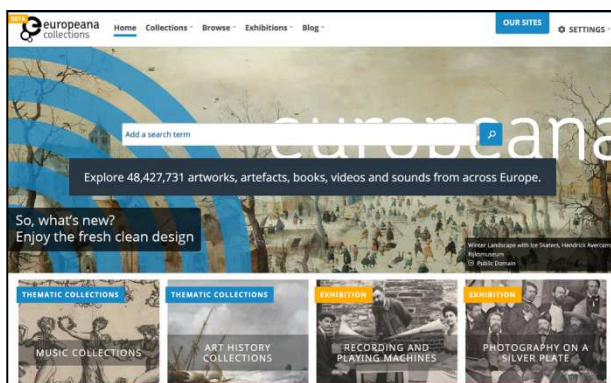 BETA
europeana
collections
Home Collections Browse Exhibitions Blog
OUR SITES
SETTINGS
europeana
Add a search term
Explore 48,427,731 artworks, artefacts, books, videos and sounds from across Europe.
So, what's new?
Enjoy the fresh clean design
Winter Landscape with Ice Skaters, Hendrick Avercamp
Rijksmuseum
Public Domain
THEMATIC COLLECTIONS
MUSIC COLLECTIONS
THEMATIC COLLECTIONS
ART HISTORY
COLLECTIONS
EXHIBITION
RECORDING AND
PLAYING MACHINES
EXHIBITION
PHOTOGRAPHY ON A
SILVER PLATE